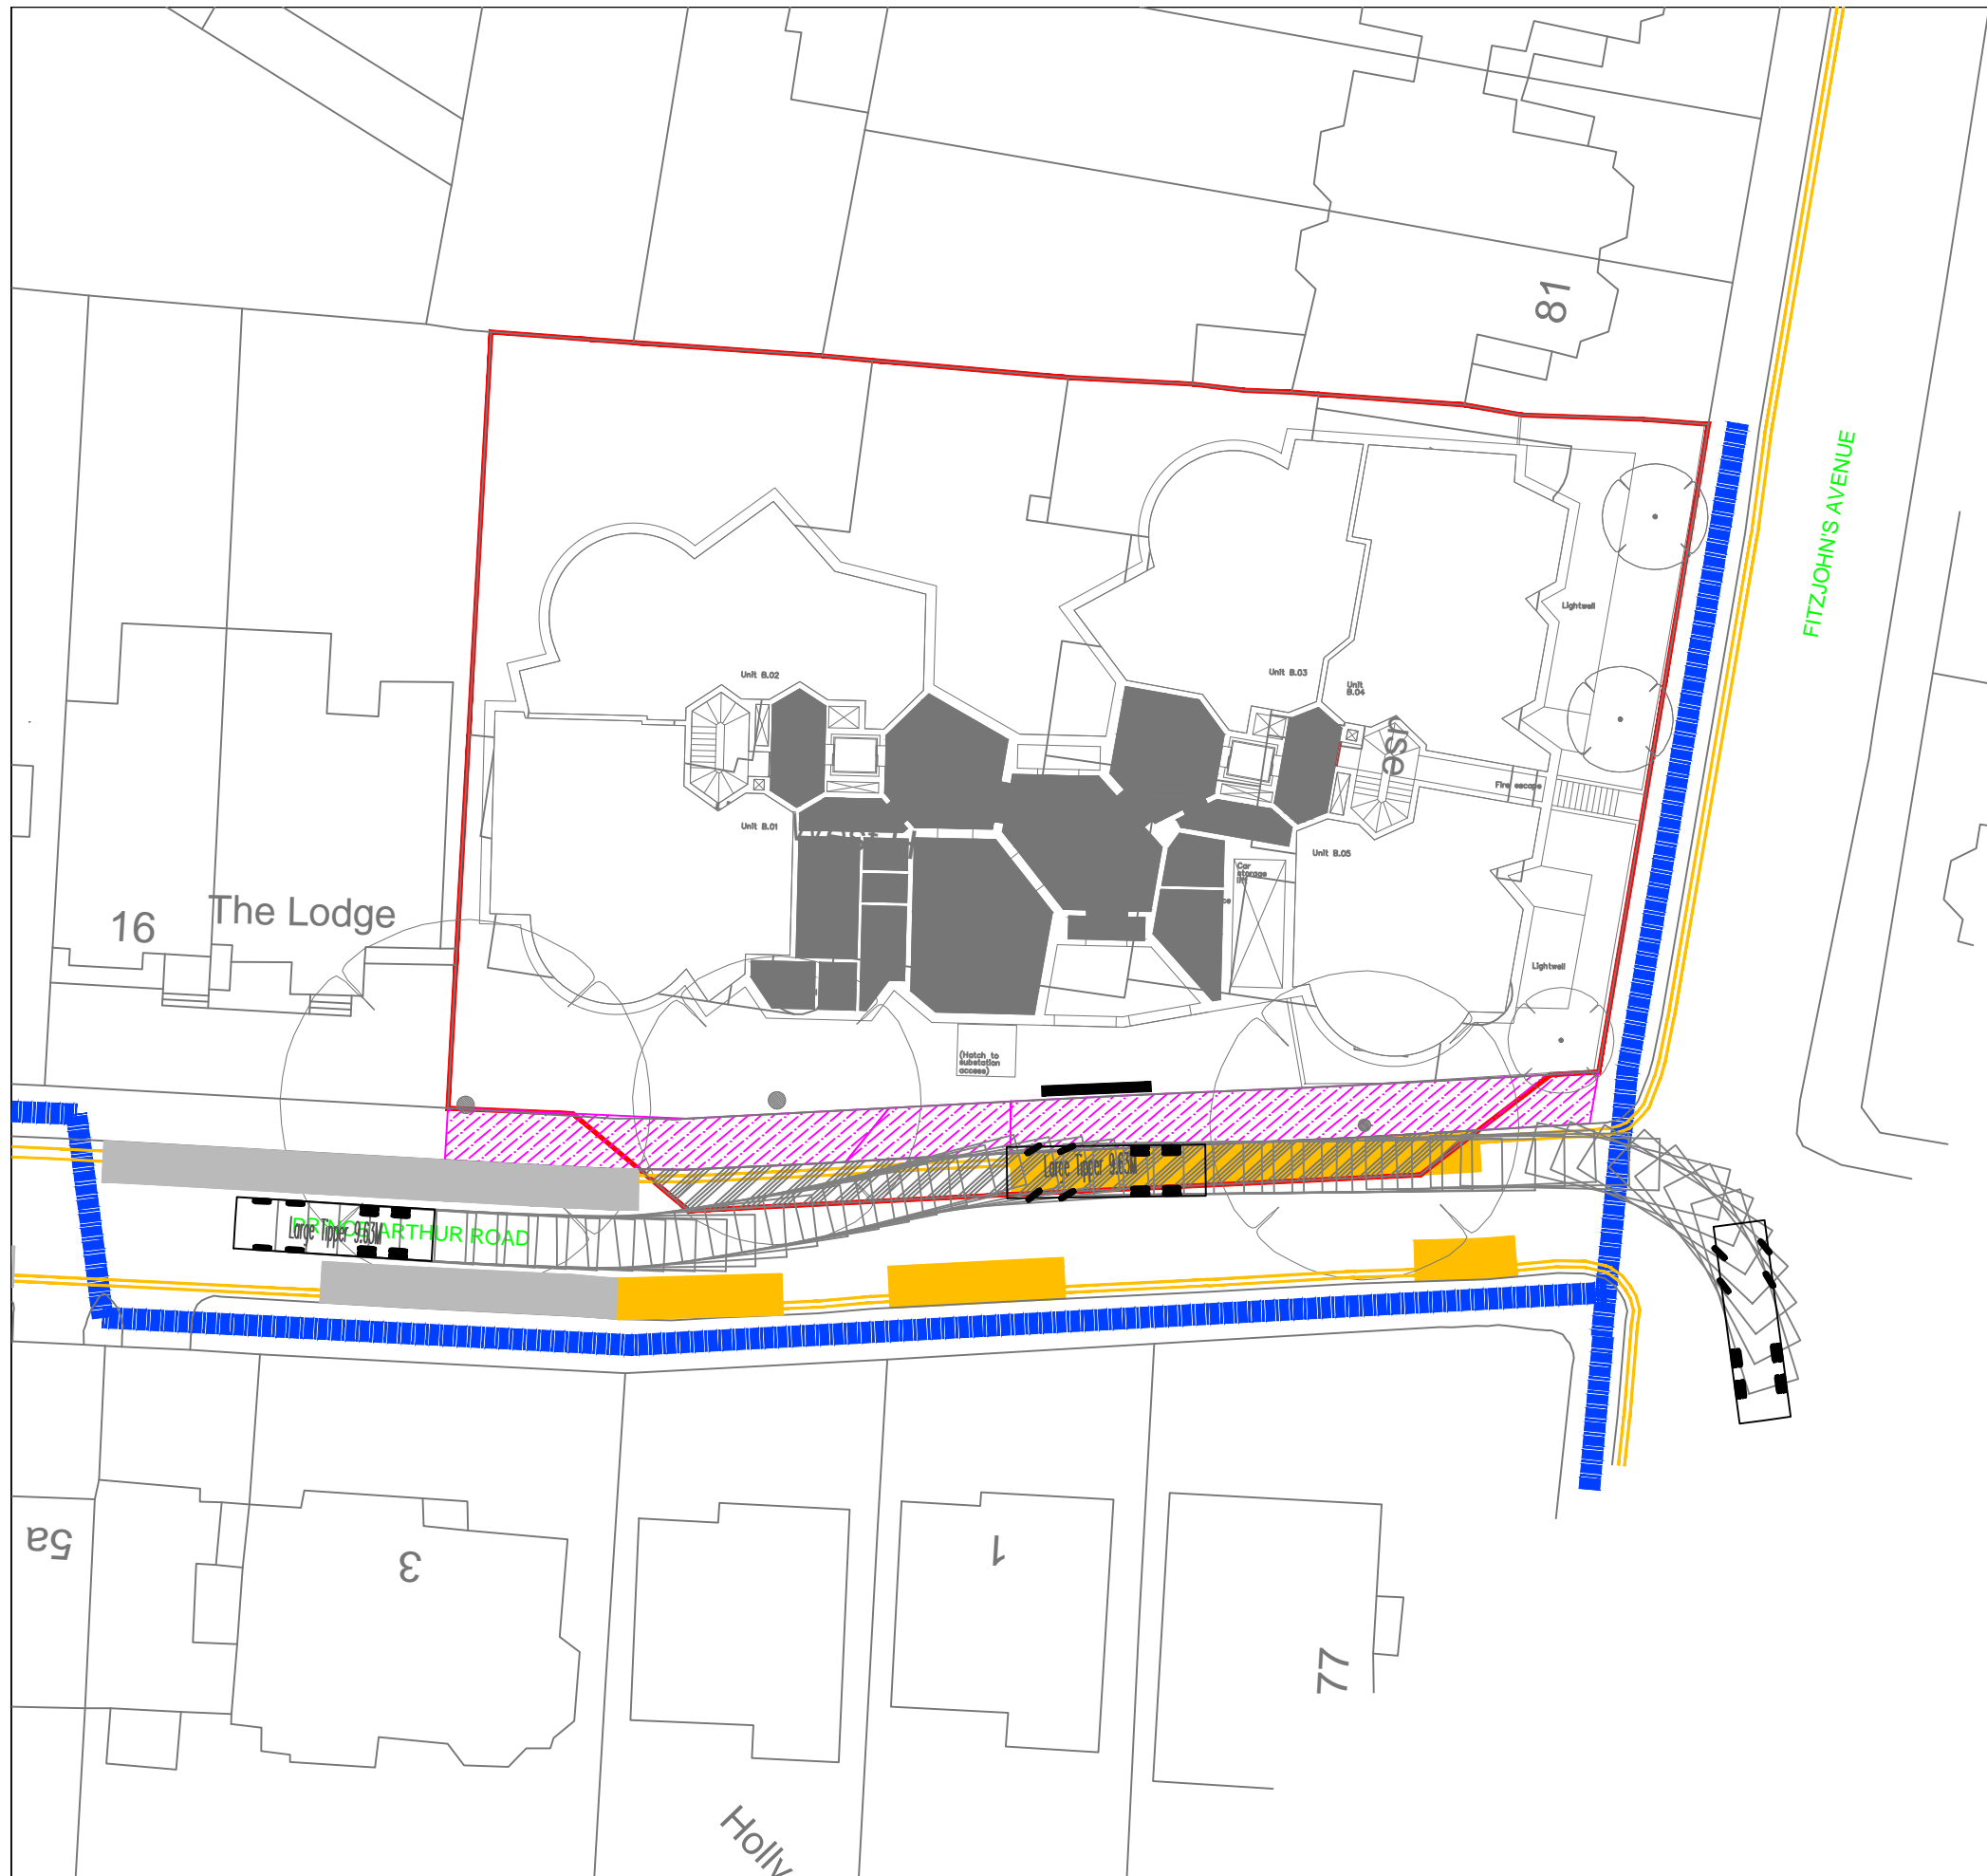 81
FITZJOHN'S AVENUE
Lightwell
Unit B.02
Unit B.03
Unit
B.04
Fire escape
Unit B.01
Unit B.05
Car
storage
lift
16
The Lodge
Lightwell
(Hatch to
substation
access)
Large Tipper 9.63M
Large Tipper 9.63M
ARTHUR ROAD
5a
3
1
77
Holly